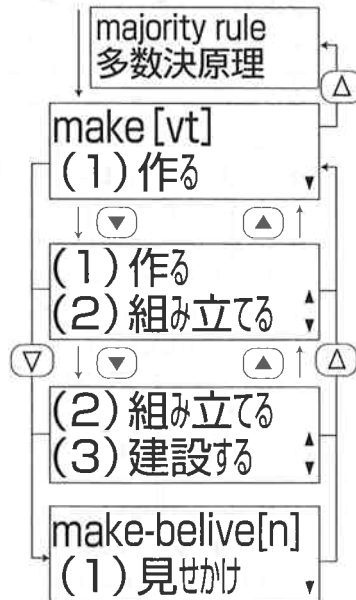 majority rule
多数決原理
make [vt]
(1) 作る
(1) 作る
(2) 組み立てる
(2) 組み立てる
(3) 建設する
make-belive[n]
(1) 見せかけ